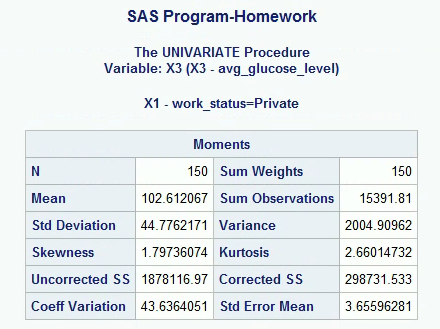 SAS Program-Homework
The UNIVARIATE Procedure
Variable: X3 (X3 - avg_glucose_level)
X1 - work_status=Private
Moments
N 150 Sum Weights 150
Mean 102.612067 Sum Observations 15391.81
Std Deviation 44.7762171 Variance 2004.90962
Skewness 1.79736074 Kurtosis 2.66014732
Uncorrected SS 1878116.97 Corrected SS 298731.533
Coeff Variation 43.6364051 Std Error Mean 3.65596281